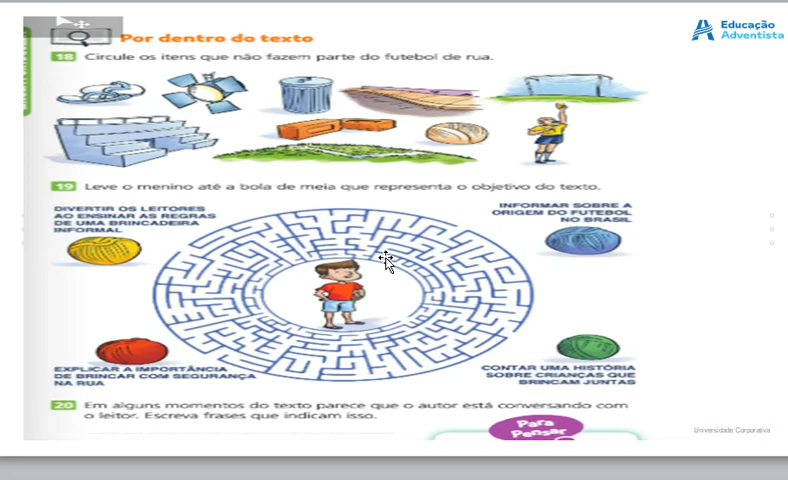 Educação
Adventista
Por dentro do texto
18 Circule os itens que não fazem parte do futebol de rua.
19 Leve o menino até a bola de meia que representa o objetivo do texto.
DIVERTIR OS LEITORES
AO ENSINAR AS REGRAS
DE UMA BRINCADEIRA
INFORMAL
INFORMAR SOBRE A
ORIGEM DO FUTEBOL
NO BRASIL
EXPLICAR A IMPORTÂNCIA
DE BRINCAR COM SEGURANÇA
NA RUA
CONTAR UMA HISTÓRIA
SOBRE CRIANÇAS QUE
BRINCAM JUNTAS
20 Em alguns momentos do texto parece que o autor está conversando com
o leitor. Escreva frases que indicam isso.
Para
Pensar
Universidade Corporativa